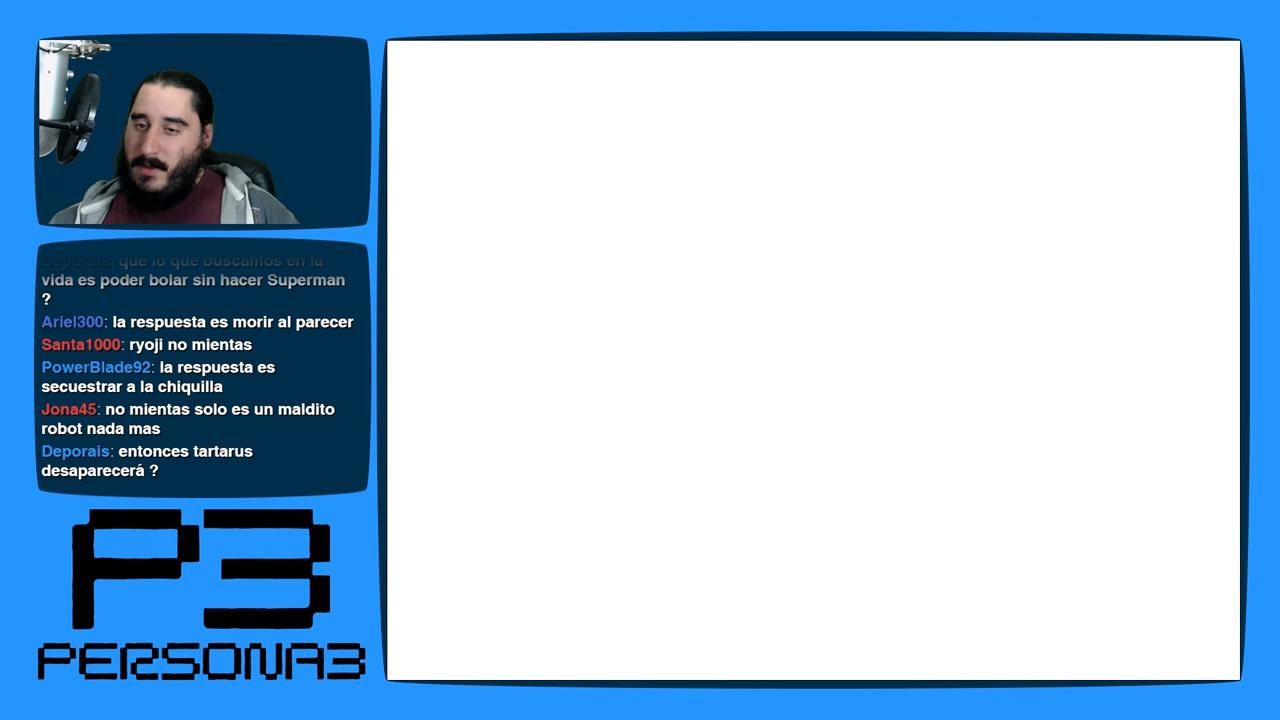 Deporais: que lo que buscamos en la
vida es poder bolar sin hacer Superman
?
Ariel300: la respuesta es morir al parecer
Santa1000: ryoji no mientas
PowerBlade92: la respuesta es
secuestrar a la chiquilla
Jona45: no mientas solo es un maldito
robot nada mas
Deporais: entonces tartarus
desaparecerá ?
P3
PERSONA3